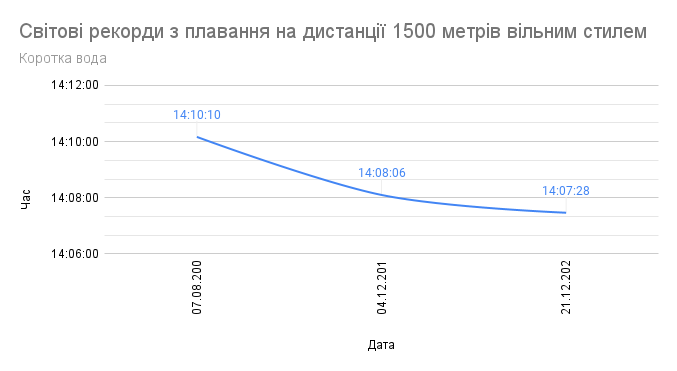 Світові рекорди з плавання на дистанції 1500 метрів вільним стилем
Коротка вода
14:12:00
14:10:00
14:08:00
14:06:00
Час
14:10:10
14:08:06
14:07:28
07.08.200
04.12.201
21.12.202
Дата